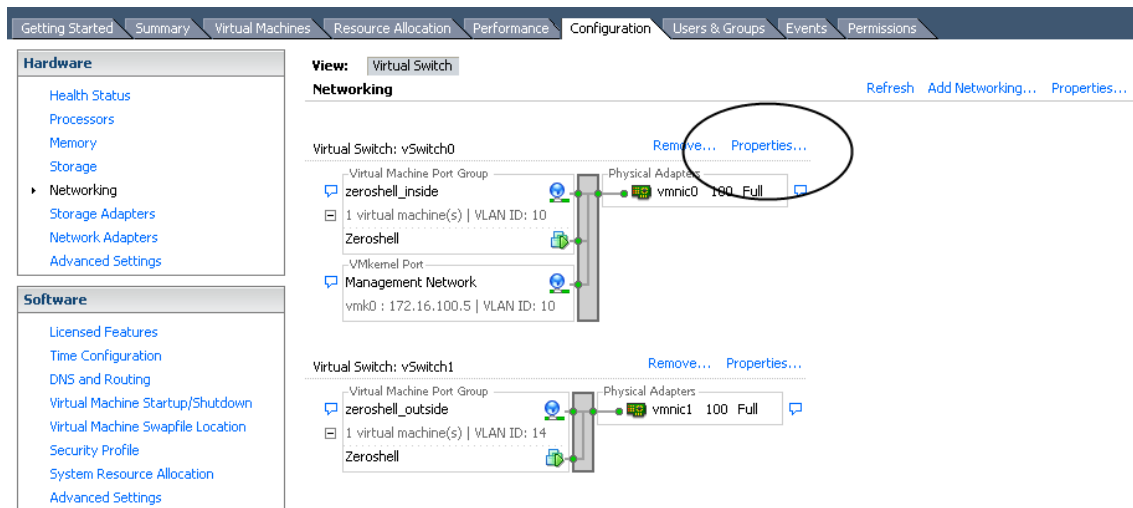 Getting Started Summary Virtual Machines Resource Allocation Performance Configuration Users & Groups Events Permissions
Hardware
Health Status
Processors
Memory
Storage
Networking
Storage Adapters
Network Adapters
Advanced Settings
Software
Licensed Features
Time Configuration
DNS and Routing
Virtual Machine Startup/Shutdown
Virtual Machine Swapfile Location
Security Profile
System Resource Allocation
Advanced Settings
View: Virtual Switch
Networking
Refresh Add Networking... Properties...
Virtual Switch: vSwitch0 Remove... Properties...
Virtual Machine Port Group Physical Adapters
zeroshell_inside vmnic0 100 Full
1 virtual machine(s) | VLAN ID: 10
Zeroshell
VMkernel Port
Management Network
vmk0 : 172.16.100.5 | VLAN ID: 10
Virtual Switch: vSwitch1 Remove... Properties...
Virtual Machine Port Group Physical Adapters
zeroshell_outside vmnic1 100 Full
1 virtual machine(s) | VLAN ID: 14
Zeroshell